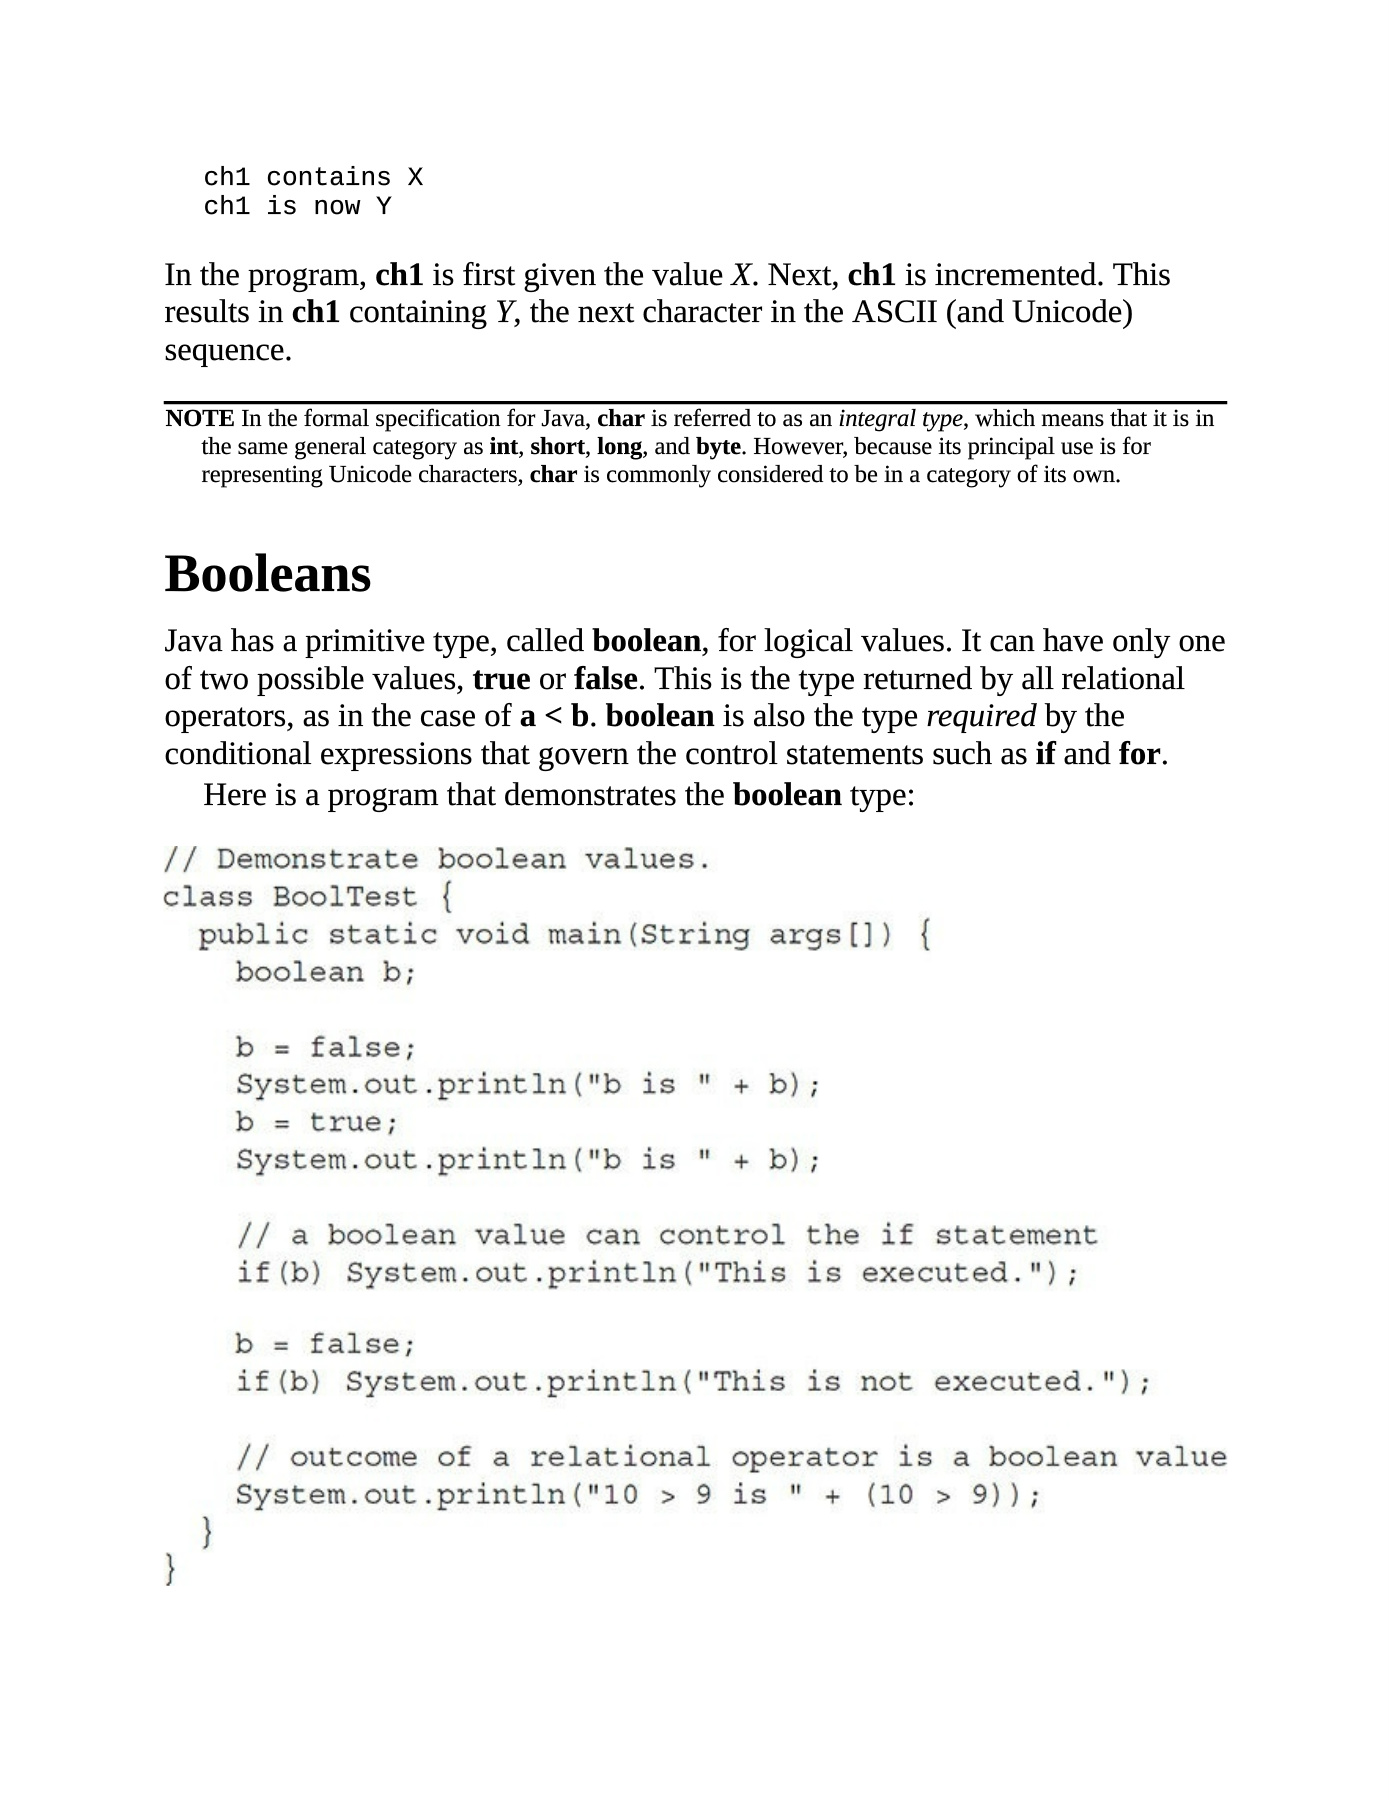 ch1 contains X
ch1 is now Y
In the program, ch1 is first given the value X. Next, ch1 is incremented. This
results in ch1 containing Y, the next character in the ASCII (and Unicode)
sequence.
NOTE In the formal specification for Java, char is referred to as an integral type, which means that it is in
the same general category as int, short, long, and byte. However, because its principal use is for
representing Unicode characters, char is commonly considered to be in a category of its own.
Booleans
Java has a primitive type, called boolean, for logical values. It can have only one
of two possible values, true or false. This is the type returned by all relational
operators, as in the case of a < b. boolean is also the type required by the
conditional expressions that govern the control statements such as if and for.
Here is a program that demonstrates the boolean type:
// Demonstrate boolean values.
class BoolTest {
  public static void main(String args[]) {
    boolean b;
    b = false;
    System.out.println("b is " + b);
    b = true;
    System.out.println("b is " + b);
    // a boolean value can control the if statement
    if(b) System.out.println("This is executed.");
    b = false;
    if(b) System.out.println("This is not executed.");
    // outcome of a relational operator is a boolean value
    System.out.println("10 > 9 is " + (10 > 9));
  }
}